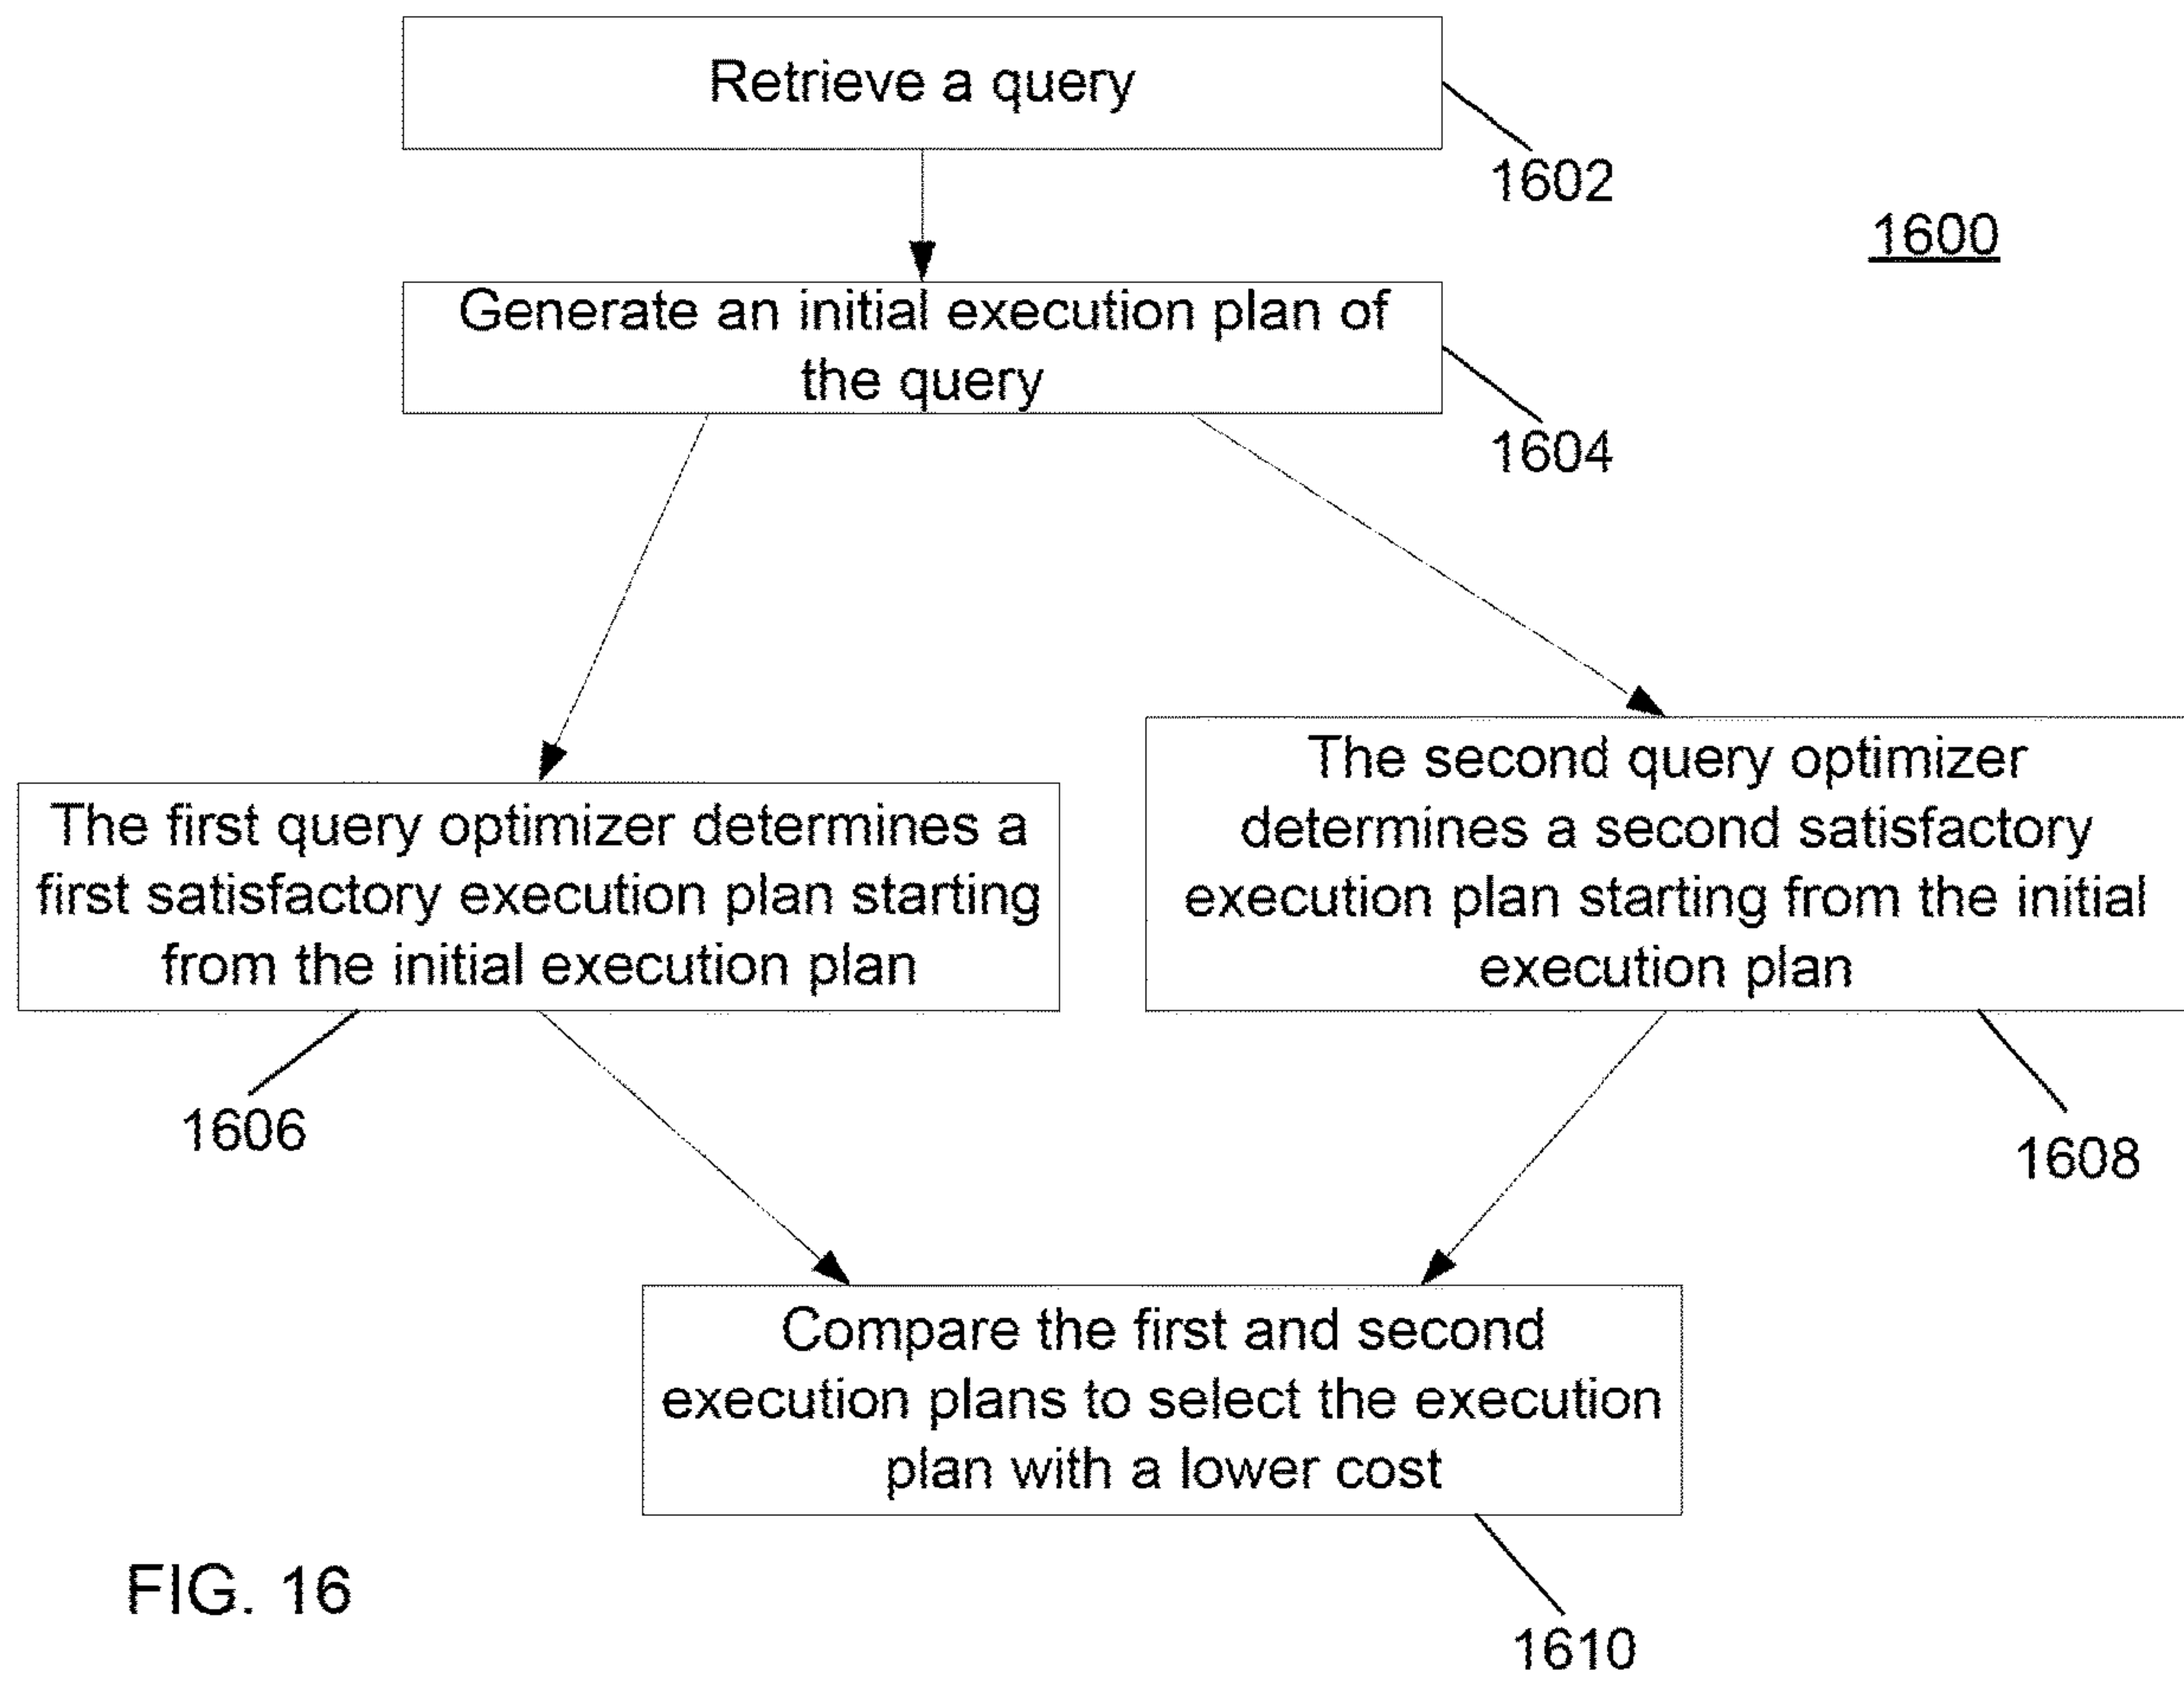 Retrieve a query
1602
1600
Generate an initial execution plan of
the query
1604
The first query optimizer determines a
first satisfactory execution plan starting
from the initial execution plan
1606
The second query optimizer
determines a second satisfactory
execution plan starting from the initial
execution plan
1608
Compare the first and second
execution plans to select the execution
plan with a lower cost
1610
FIG. 16